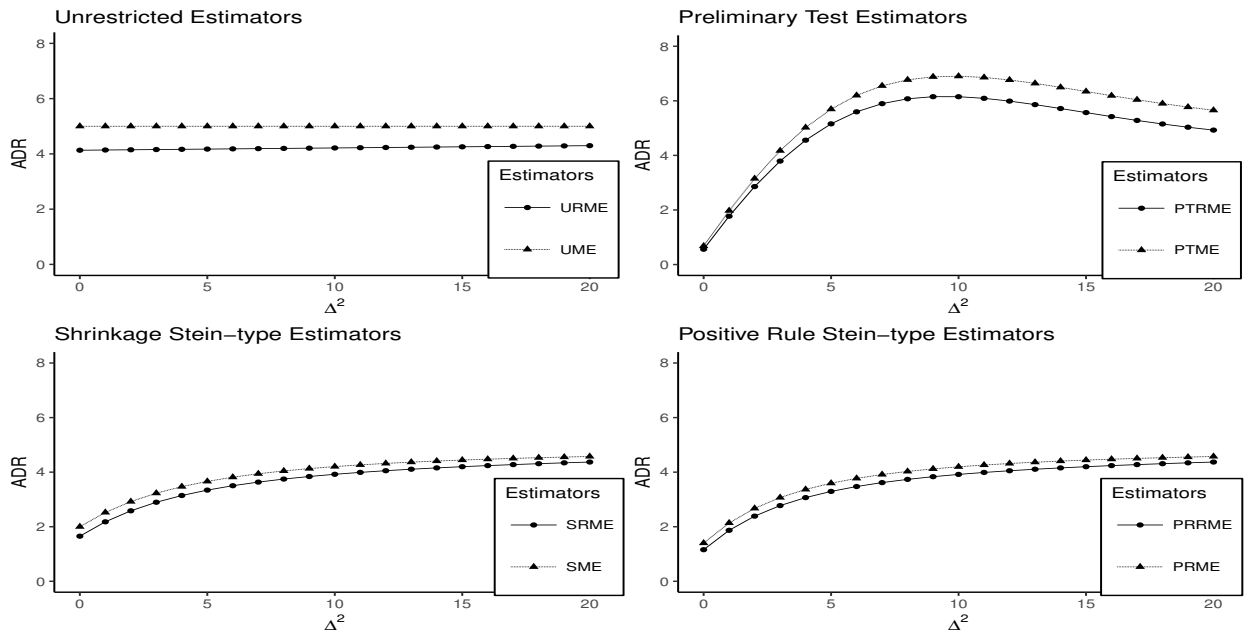 Unrestricted Estimators
8
6
4
2
0
ADR
0 5 10 15 20
Δ²
Estimators
URME
UME
Preliminary Test Estimators
8
6
4
2
0
ADR
0 5 10 15 20
Δ²
Estimators
PTRME
PTME
Shrinkage Stein−type Estimators
8
6
4
2
0
ADR
0 5 10 15 20
Δ²
Estimators
SRME
SME
Positive Rule Stein−type Estimators
8
6
4
2
0
ADR
0 5 10 15 20
Δ²
Estimators
PRRME
PRME